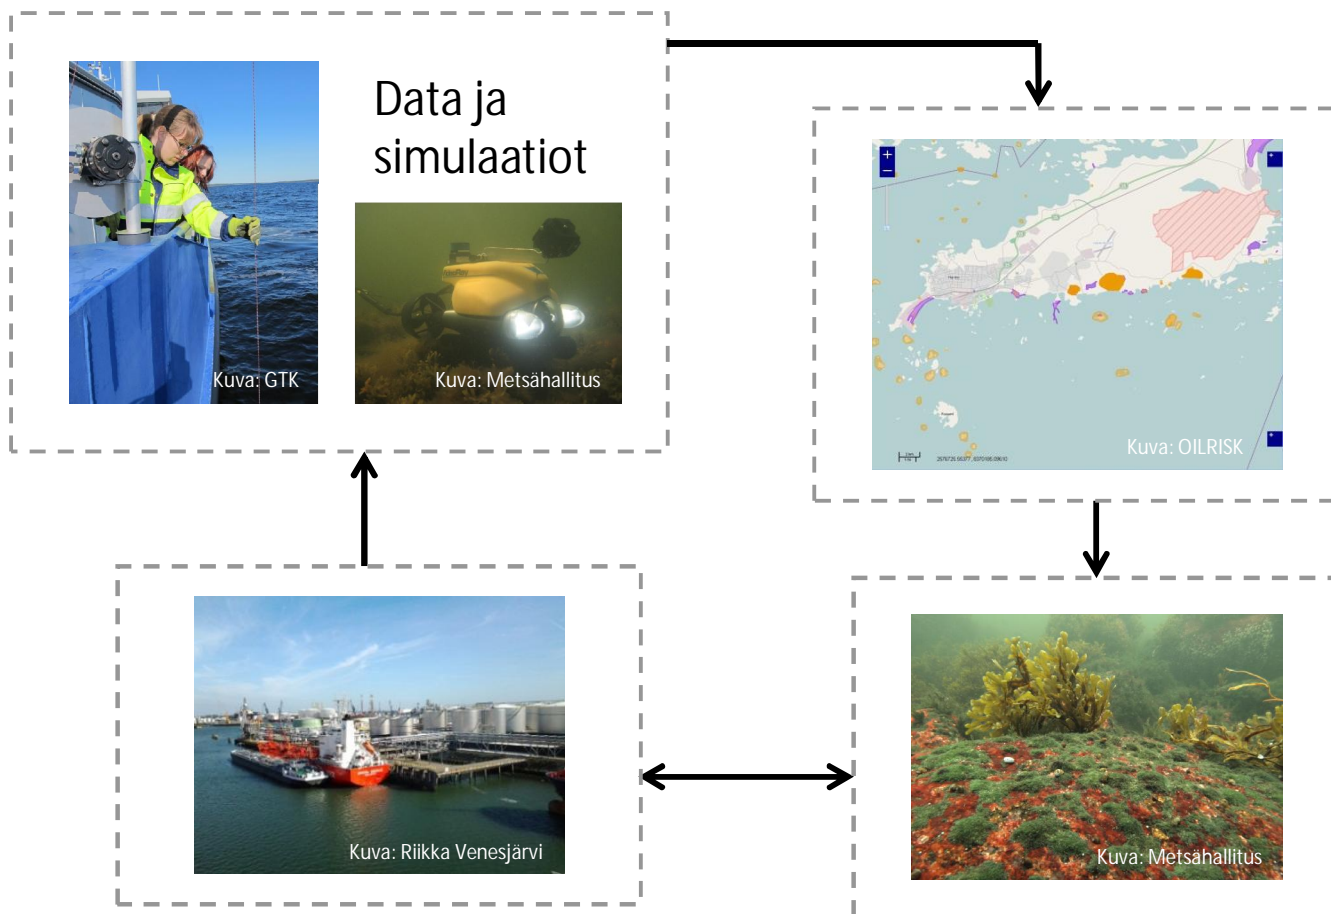 Data ja
simulaatiot
Kuva: GTK
Kuva: Metsähallitus
Kuva: OILRISK
Kuva: Riikka Venesjärvi
Kuva: Metsähallitus